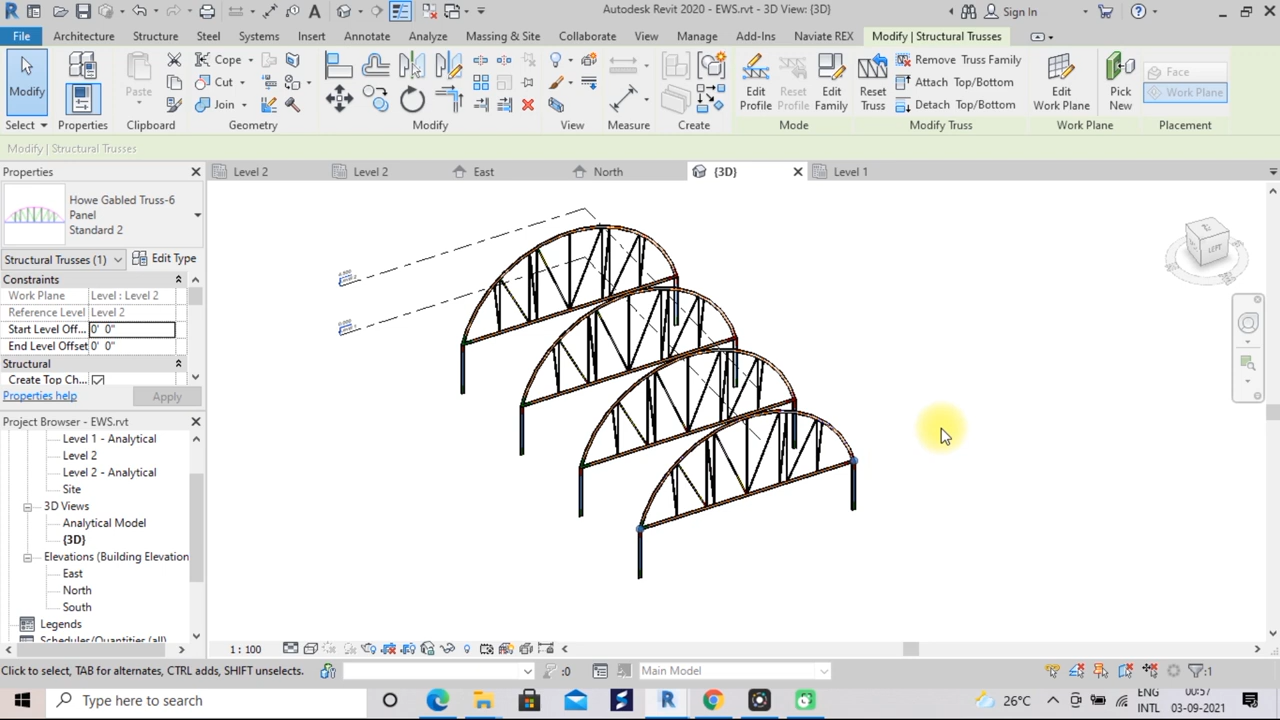 Autodesk Revit 2020 - EWS.rvt - 3D View: {3D}
Sign In
File
Architecture
Structure
Steel
Systems
Insert
Annotate
Analyze
Massing & Site
Collaborate
View
Manage
Add-Ins
Naviate REX
Modify | Structural Trusses
Modify
Paste
Cope
Cut
Join
Edit
Profile
Reset
Profile
Edit
Family
Reset
Truss
Remove Truss Family
Attach Top/Bottom
Detach Top/Bottom
Edit
Work Plane
Pick
New
Face
Work Plane
Select
Properties
Clipboard
Geometry
Modify
View
Measure
Create
Mode
Modify Truss
Work Plane
Placement
Modify | Structural Trusses
Properties
Level 2
Level 2
East
North
{3D}
Level 1
Howe Gabled Truss-6
Panel
Standard 2
Structural Trusses (1)
Edit Type
Constraints
Work Plane
Level : Level 2
Reference Level
Level 2
Start Level Off...
0' 0"
End Level Offset
0' 0"
Structural
Create Top Ch...
Properties help
Apply
Project Browser - EWS.rvt
Level 1 - Analytical
Level 2
Level 2 - Analytical
Site
3D Views
Analytical Model
{3D}
Elevations (Building Elevation
East
North
South
Legends
Schedules/Quantities (all)
LEFT
1 : 100
Click to select, TAB for alternates, CTRL adds, SHIFT unselects.
:0
Main Model
:1
Type here to search
26°C
ENG
INTL
00:57
03-09-2021